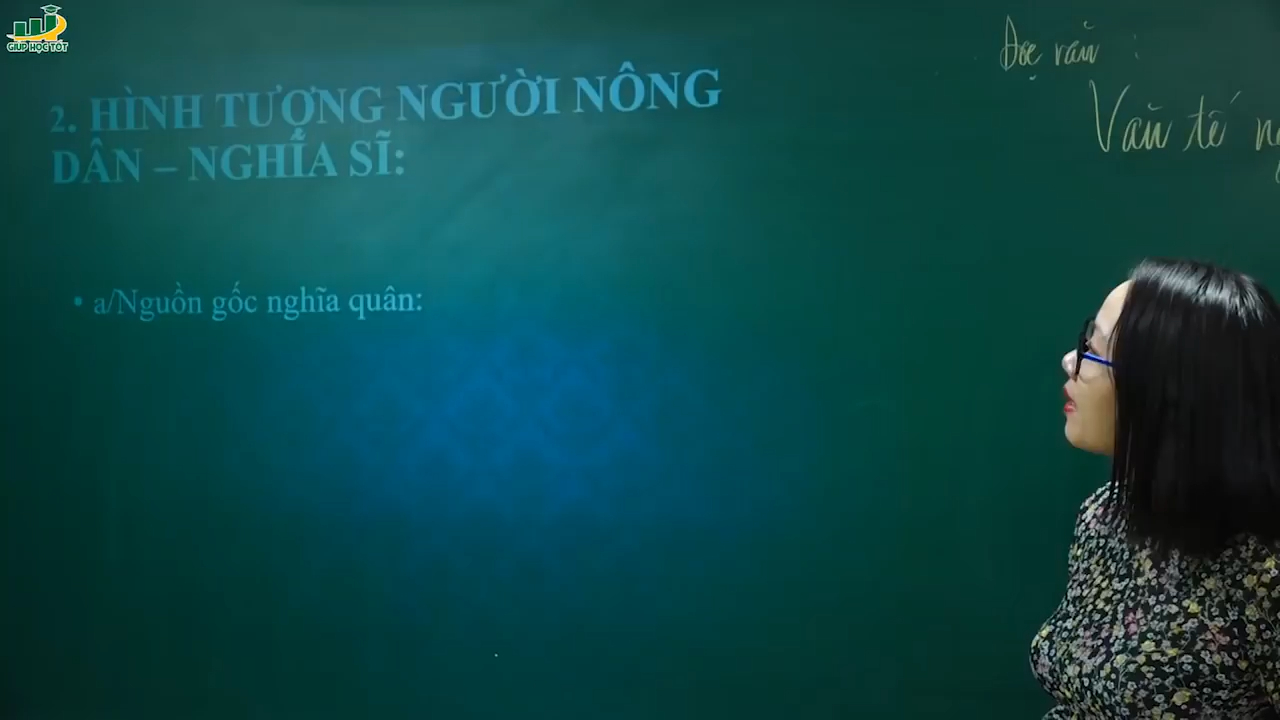 GIÚP HỌC TỐT
Đọc văn :
Văn tế
2. HÌNH TƯỢNG NGƯỜI NÔNG
DÂN – NGHĨA SĨ:
• a/Nguồn gốc nghĩa quân: